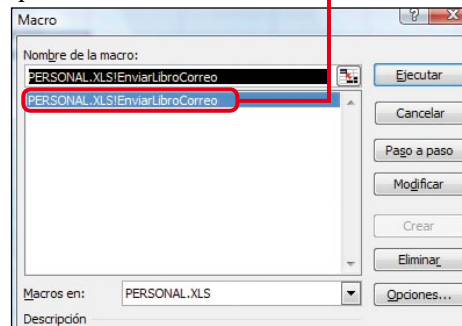 Macro
Nombre de la macro:
PERSONAL.XLS!EnviarLibroCorreo
PERSONAL.XLS!EnviarLibroCorreo
Ejecutar
Cancelar
Paso a paso
Modificar
Crear
Eliminar
Macros en: PERSONAL.XLS
Opciones...
Descripción